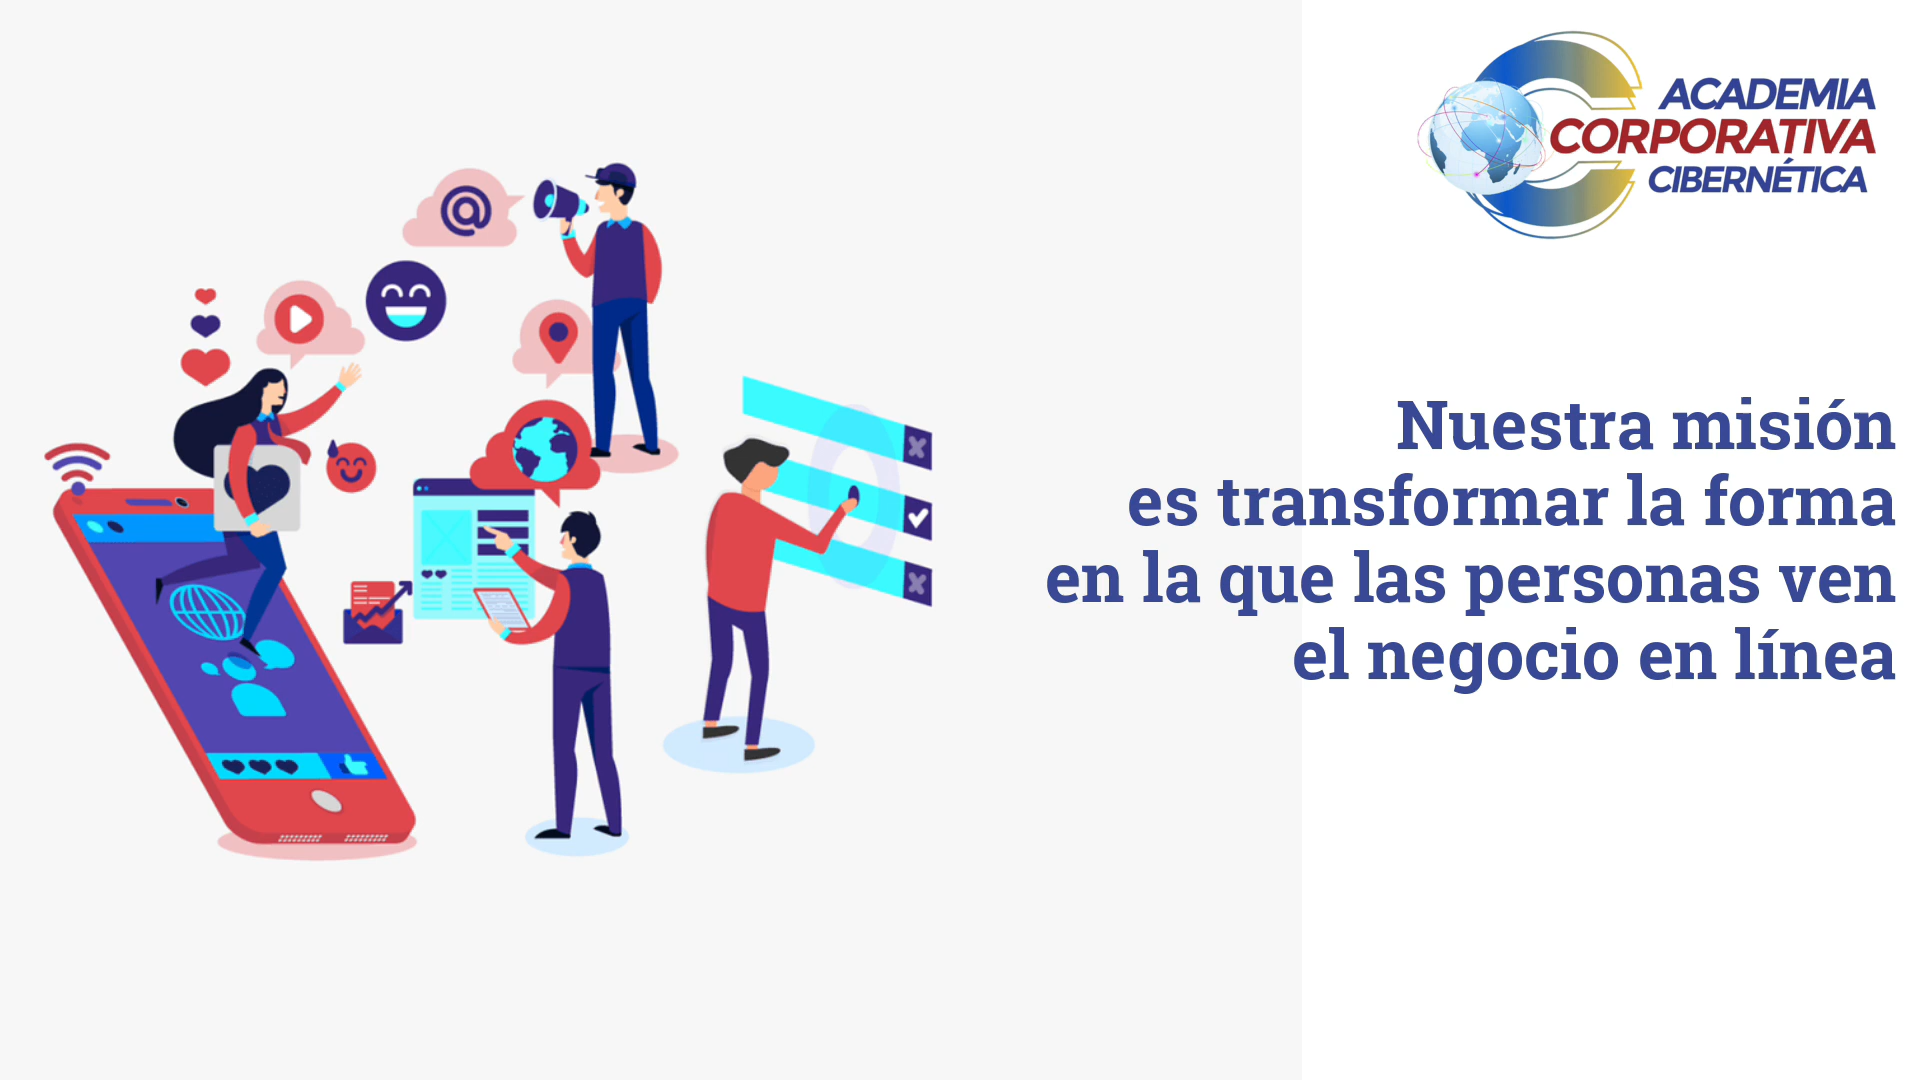 ACADEMIA
CORPORATIVA
CIBERNÉTICA
Nuestra misión
es transformar la forma
en la que las personas ven
el negocio en línea